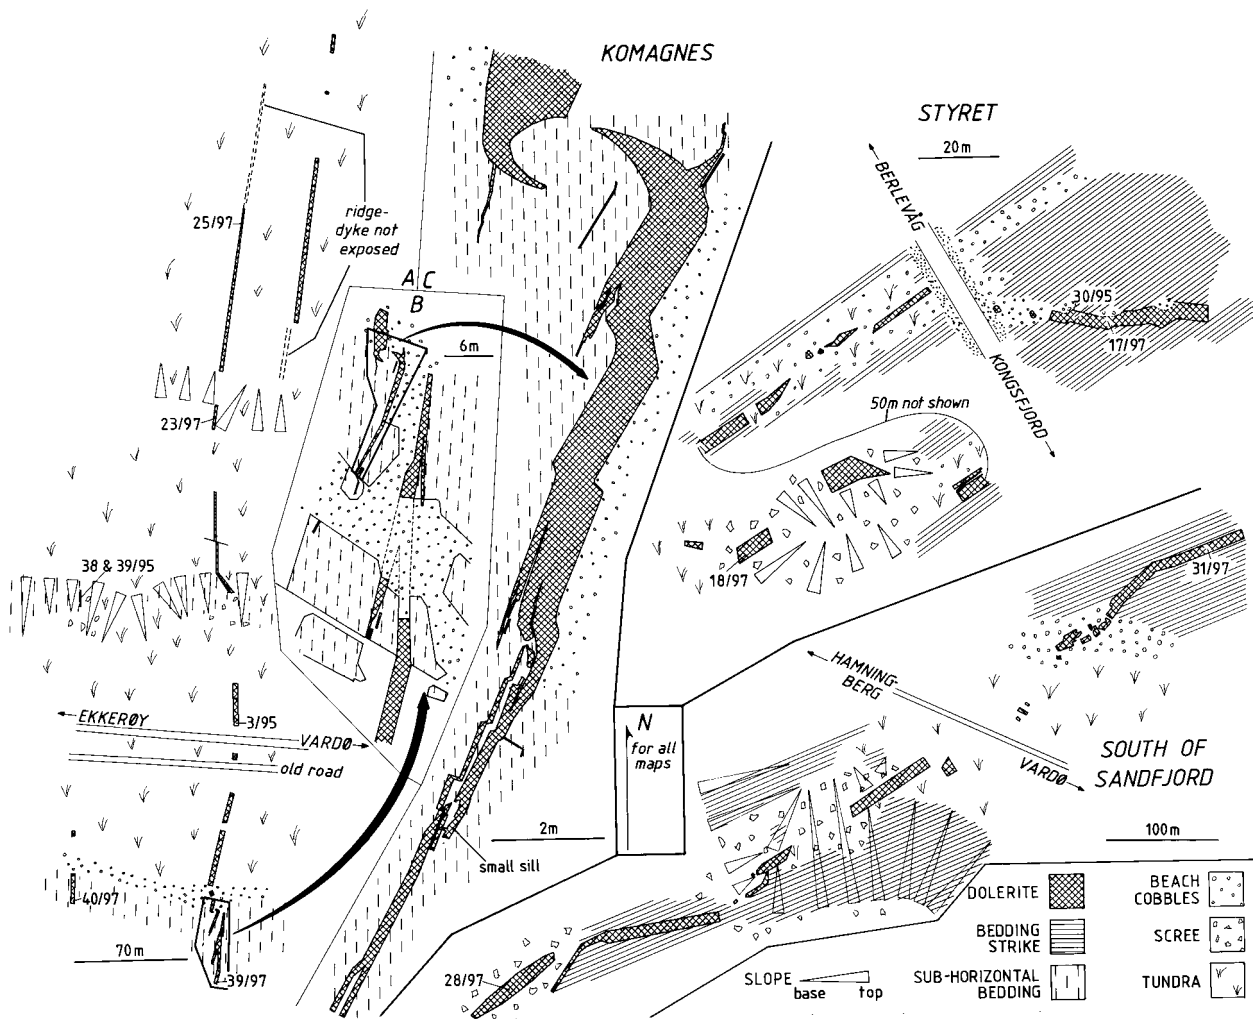 KOMAGNES
STYRET
20m
BERLEVÅG
KONGSFJORD
25/97
ridge-
dyke not
exposed
A C
B
6m
30/95
17/97
23/97
50m not shown
38 & 39/95
18/97
31/97
3/95
EKKERØY
VARDØ
old road
N
for all
maps
HAMNING-
BERG
VARDØ
SOUTH OF
SANDFJORD
100m
2m
small sill
40/97
70m
39/97
28/97
DOLERITE
BEACH
COBBLES
BEDDING
STRIKE
SCREE
SLOPE
base
top
SUB-HORIZONTAL
BEDDING
TUNDRA